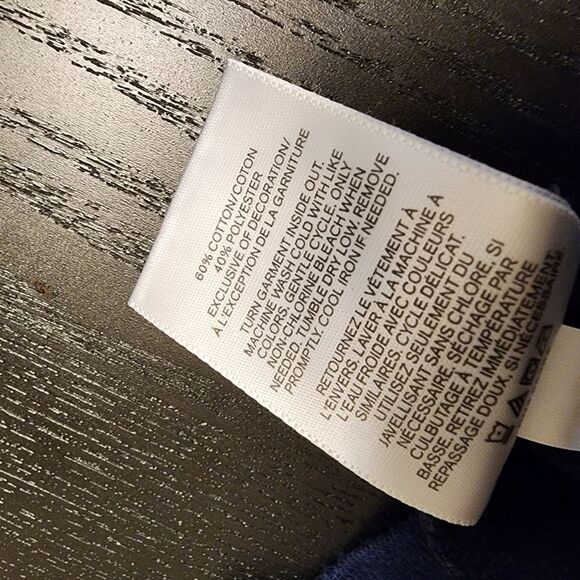 60% COTTON/COTON
40% POLYESTER
EXCLUSIVE OF DECORATION/
À L'EXCEPTION DE LA GARNITURE
TURN GARMENT INSIDE OUT.
MACHINE WASH COLD WITH LIKE
COLORS, GENTLE CYCLE. ONLY
NON-CHLORINE BLEACH WHEN
NEEDED. TUMBLE DRY LOW. REMOVE
PROMPTLY. COOL IRON IF NEEDED.
RETOURNEZ LE VÊTEMENT À
L'ENVERS. LAYER À LA MACHINE A
L'EAU FROIDE AVEC COULEURS
SIMILAIRES, CYCLE DÉLICAT.
UTILISEZ SEULEMENT DU
JAVELLISANT SANS CHLORE, SI
NÉCESSAIRE. SÉCHAGE PAR
CULBUTAGE À TEMPÉRATURE
BASSE. RETIREZ IMMÉDIATEMENT.
REPASSAGE DOUX SI NÉCESSAIRE.